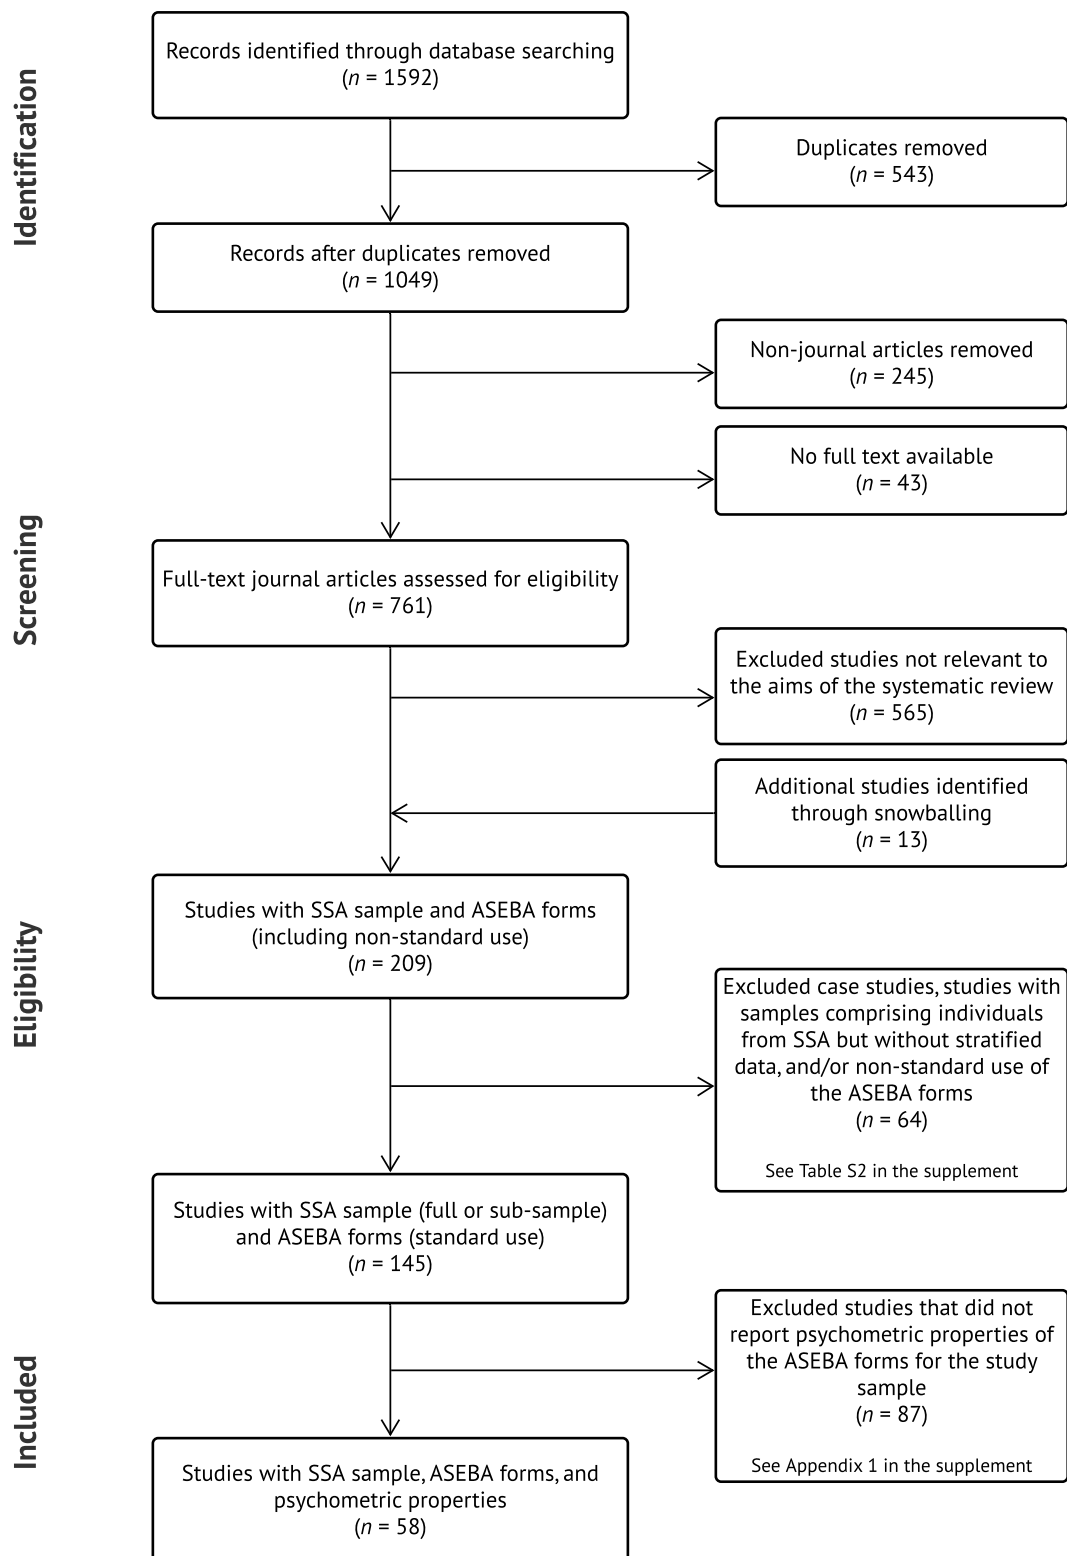 Identification
Records identified through database searching
(n = 1592)
Duplicates removed
(n = 543)
Records after duplicates removed
(n = 1049)
Screening
Non-journal articles removed
(n = 245)
No full text available
(n = 43)
Full-text journal articles assessed for eligibility
(n = 761)
Excluded studies not relevant to
the aims of the systematic review
(n = 565)
Additional studies identified
through snowballing
(n = 13)
Eligibility
Studies with SSA sample and ASEBA forms
(including non-standard use)
(n = 209)
Excluded case studies, studies with
samples comprising individuals
from SSA but without stratified
data, and/or non-standard use of
the ASEBA forms
(n = 64)
See Table S2 in the supplement
Studies with SSA sample (full or sub-sample)
and ASEBA forms (standard use)
(n = 145)
Included
Excluded studies that did not
report psychometric properties of
the ASEBA forms for the study
sample
(n = 87)
See Appendix 1 in the supplement
Studies with SSA sample, ASEBA forms, and
psychometric properties
(n = 58)